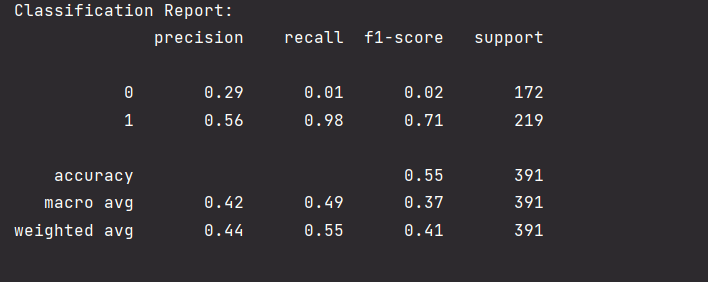 Classification Report:
precision recall f1-score support
0 0.29 0.01 0.02 172
1 0.56 0.98 0.71 219
accuracy 0.55 391
macro avg 0.42 0.49 0.37 391
weighted avg 0.44 0.55 0.41 391